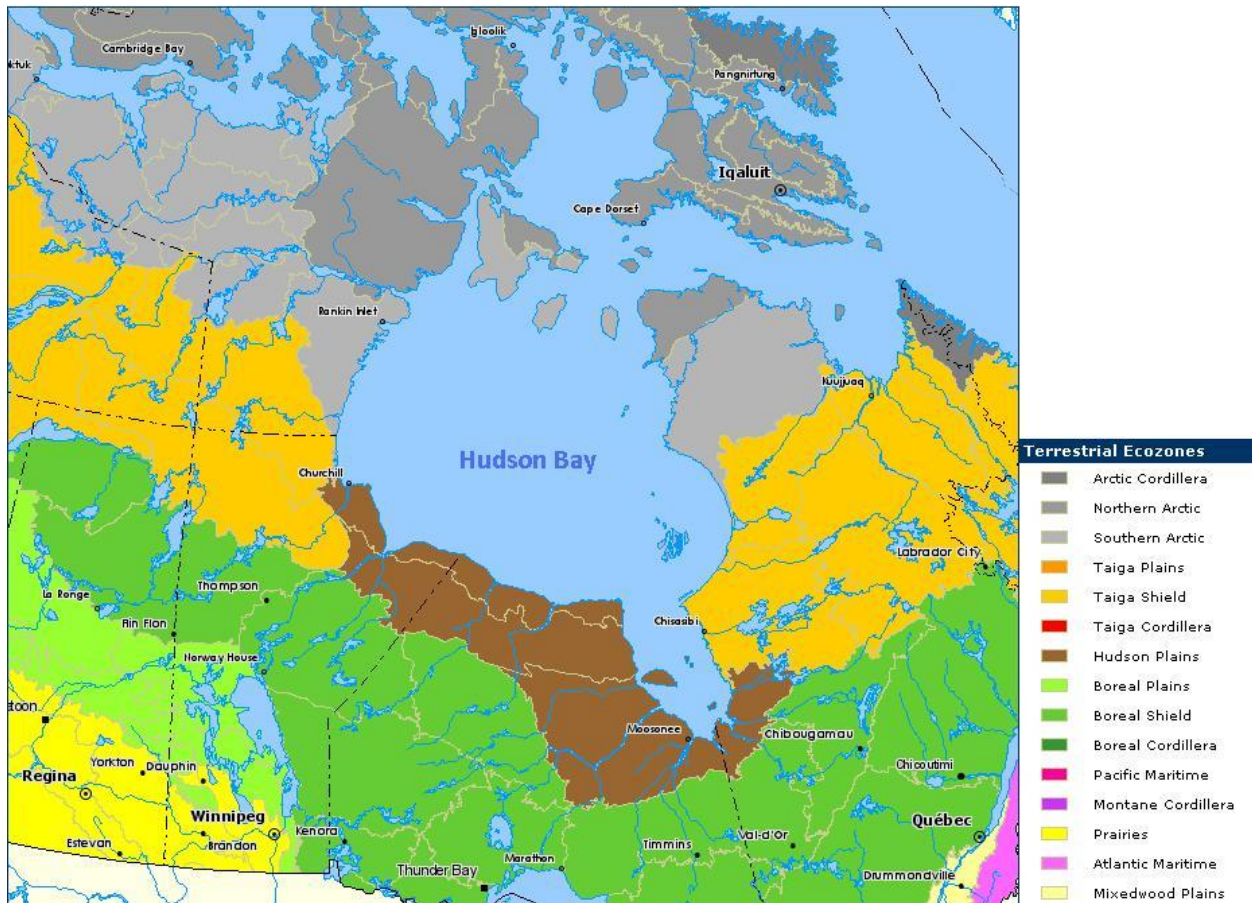 Igloolik
Cambridge Bay
oktuk
Pangnirtung
Iqaluit
Cape Dorset
Rankin Inlet
Kuujjuaq
Hudson Bay
Churchill
Labrador City
Thompson
La Ronge
Flin Flon
Chisasibi
Norway House
toon
Moosonee
Chibougamau
Yorkton
Dauphin
Regina
Chicoutimi
Winnipeg
Québec
Kenora
Brandon
Estevan
Timmins
Val-d'Or
Marathon
Thunder Bay
Drummondville
Terrestrial Ecozones
Arctic Cordillera
Northern Arctic
Southern Arctic
Taiga Plains
Taiga Shield
Taiga Cordillera
Hudson Plains
Boreal Plains
Boreal Shield
Boreal Cordillera
Pacific Maritime
Montane Cordillera
Prairies
Atlantic Maritime
Mixedwood Plains